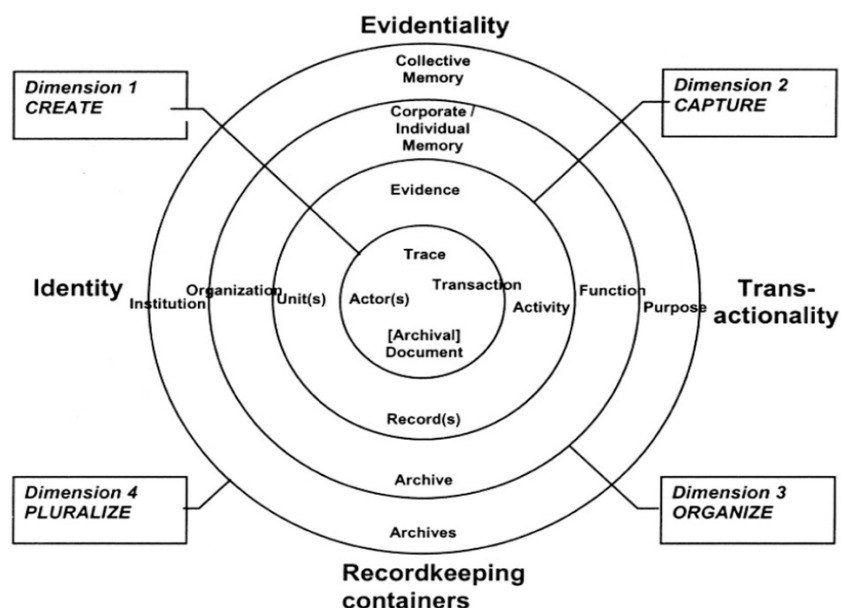 Evidentiality
Collective
Memory
Dimension 1
CREATE
Dimension 2
CAPTURE
Corporate /
Individual
Memory
Evidence
Trace
Identity
Institution
Organization
Unit(s)
Actor(s)
Transaction
Activity
Function
Purpose
Trans-
actionality
[Archival]
Document
Record(s)
Archive
Dimension 4
PLURALIZE
Dimension 3
ORGANIZE
Archives
Recordkeeping
containers